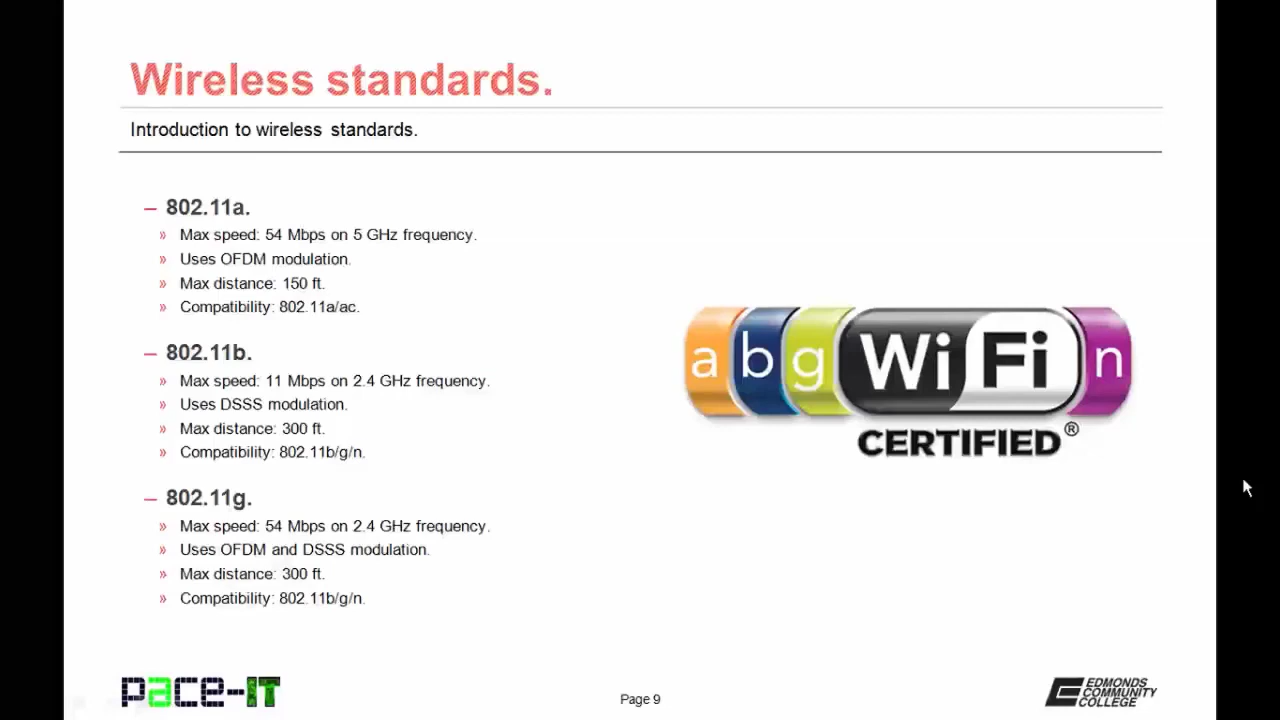 Wireless standards.
Introduction to wireless standards.
– 802.11a.
» Max speed: 54 Mbps on 5 GHz frequency.
» Uses OFDM modulation.
» Max distance: 150 ft.
» Compatibility: 802.11a/ac.
– 802.11b.
» Max speed: 11 Mbps on 2.4 GHz frequency.
» Uses DSSS modulation.
» Max distance: 300 ft.
» Compatibility: 802.11b/g/n.
– 802.11g.
» Max speed: 54 Mbps on 2.4 GHz frequency.
» Uses OFDM and DSSS modulation.
» Max distance: 300 ft.
» Compatibility: 802.11b/g/n.
a b g WiFi n
CERTIFIED®
pace-IT
Page 9
EDMONDS
COMMUNITY
COLLEGE